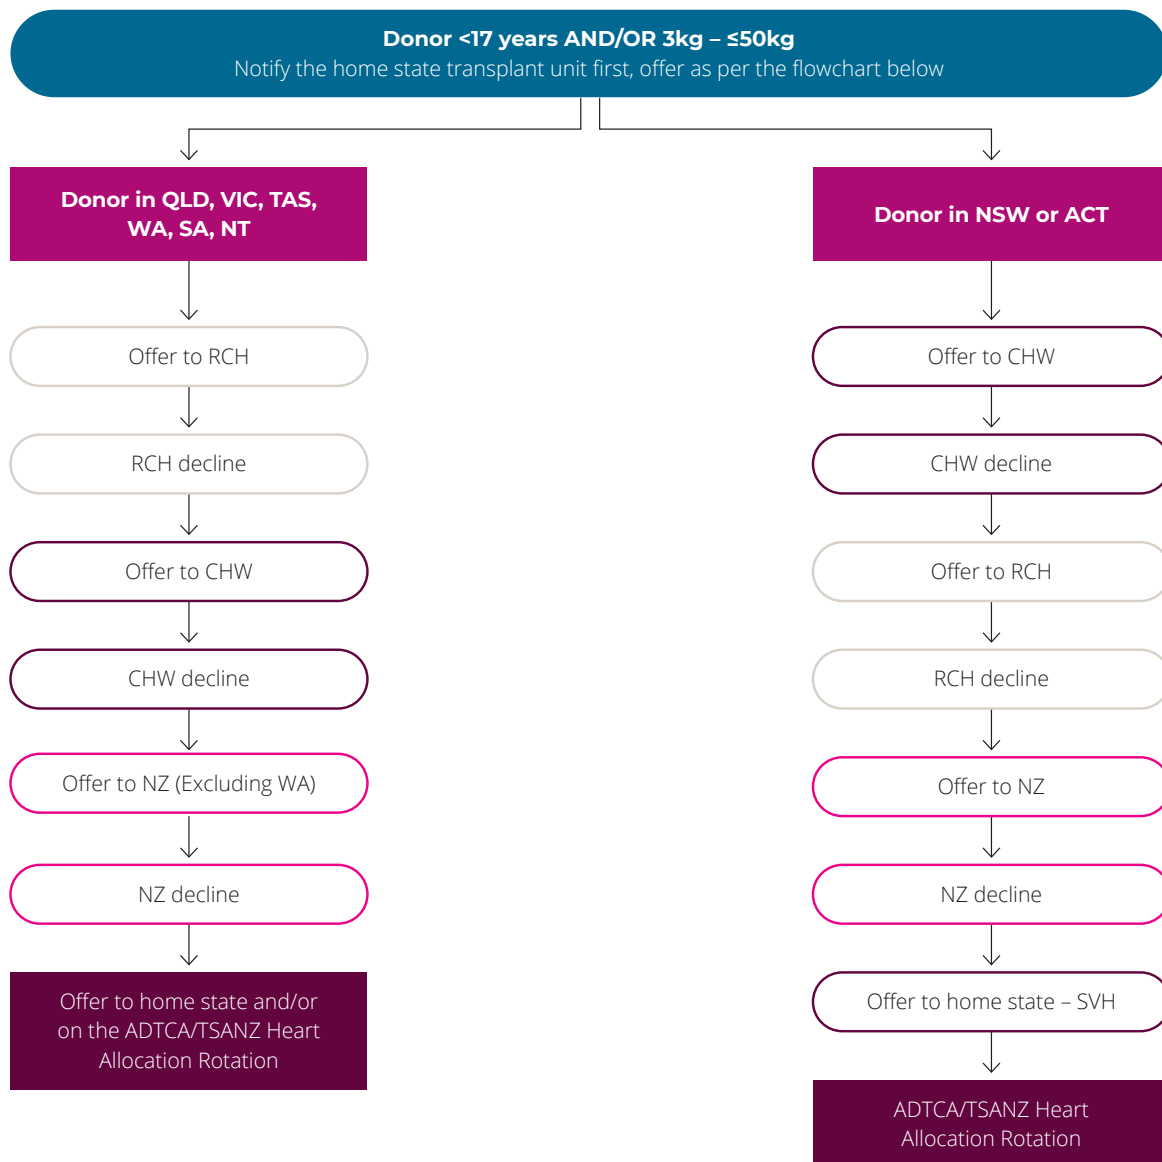 Donor <17 years AND/OR 3kg – ≤50kg
Notify the home state transplant unit first, offer as per the flowchart below
Donor in QLD, VIC, TAS,
WA, SA, NT
Offer to RCH
RCH decline
Offer to CHW
CHW decline
Offer to NZ (Excluding WA)
NZ decline
Offer to home state and/or
on the ADTCA/TSANZ Heart
Allocation Rotation
Donor in NSW or ACT
Offer to CHW
CHW decline
Offer to RCH
RCH decline
Offer to NZ
NZ decline
Offer to home state – SVH
ADTCA/TSANZ Heart
Allocation Rotation